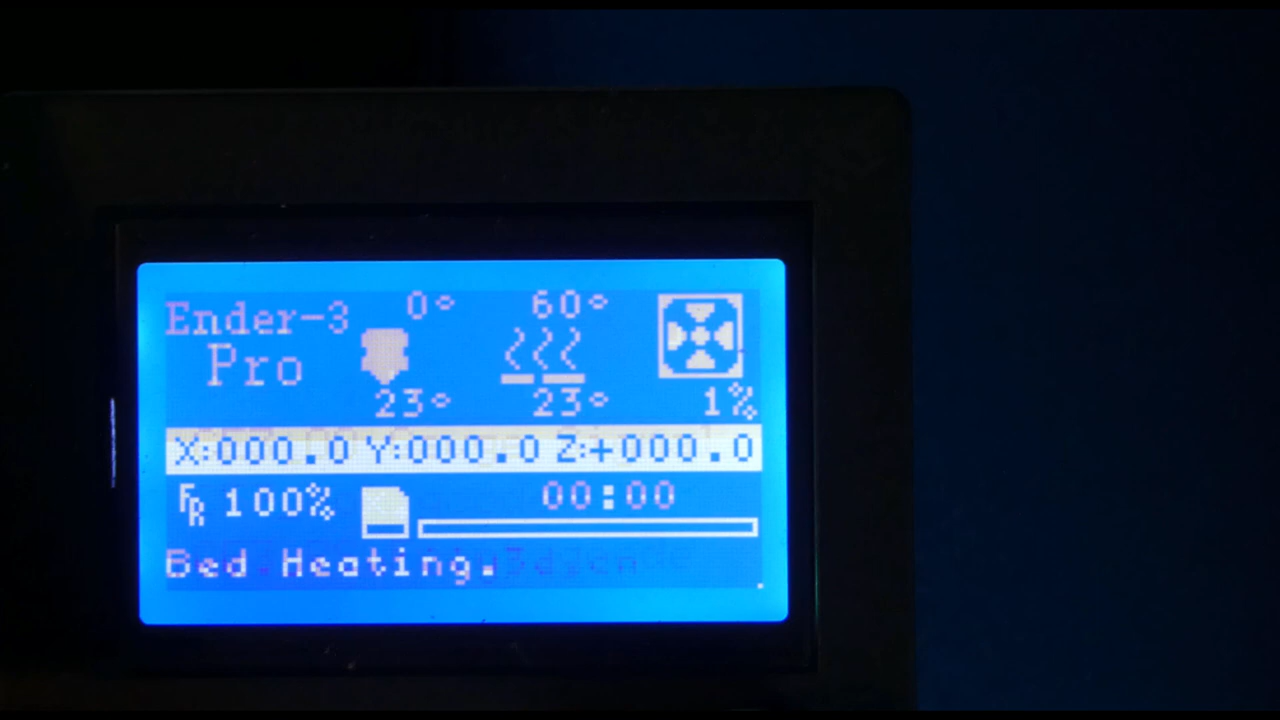 Ender-3 0° 60°
Pro
23° 23° 1%
X:000.0 Y:000.0 Z:+000.0
FR 100% 00:00
Bed Heating.